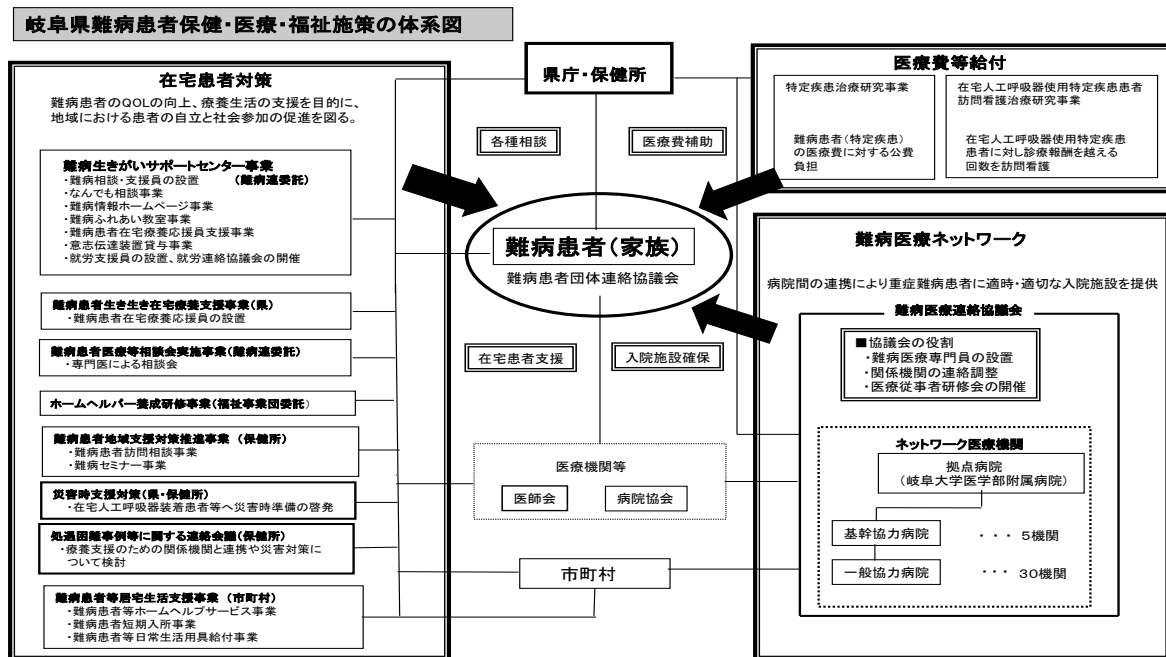 岐阜県難病患者保健・医療・福祉施策の体系図
在宅患者対策
難病患者のQOLの向上、療養生活の支援を目的に、
地域における患者の自立と社会参加の促進を図る。
難病生きがいサポートセンター事業
・難病相談・支援員の設置 (難病連委託)
・なんでも相談事業
・難病情報ホームページ事業
・難病ふれあい教室事業
・難病患者在宅療養応援員支援事業
・意志伝達装置貸与事業
・就労支援員の設置、就労連絡協議会の開催
難病患者生き生き在宅療養支援事業(県)
・難病患者在宅療養応援員の設置
難病患者医療等相談会実施事業(難病連委託)
・専門医による相談会
ホームヘルパー養成研修事業(福祉事業団委託)
難病患者地域支援対策推進事業 (保健所)
・難病患者訪問相談事業
・難病セミナー事業
災害時支援対策(県・保健所)
・在宅人工呼吸器装着患者等へ災害時準備の啓発
処遇困難事例等に関する連絡会議(保健所)
・療養支援のための関係機関と連携や災害対策に
ついて検討
難病患者等居宅生活支援事業 (市町村)
・難病患者等ホームヘルプサービス事業
・難病患者短期入所事業
・難病患者等日常生活用具給付事業
県庁・保健所
各種相談
医療費補助
難病患者(家族)
難病患者団体連絡協議会
在宅患者支援
入院施設確保
医療機関等
医師会
病院協会
市町村
医療費等給付
特定疾患治療研究事業
難病患者(特定疾患)
の医療費に対する公費
負担
在宅人工呼吸器使用特定疾患患者
訪問看護治療研究事業
在宅人工呼吸器使用特定疾患
患者に対し診療報酬を越える
回数を訪問看護
難病医療ネットワーク
病院間の連携により重症難病患者に適時・適切な入院施設を提供
難病医療連絡協議会
■協議会の役割
・難病医療専門員の設置
・関係機関の連絡調整
・医療従事者研修会の開催
ネットワーク医療機関
拠点病院
(岐阜大学医学部附属病院)
基幹協力病院 ・・・ 5機関
一般協力病院 ・・・ 30機関